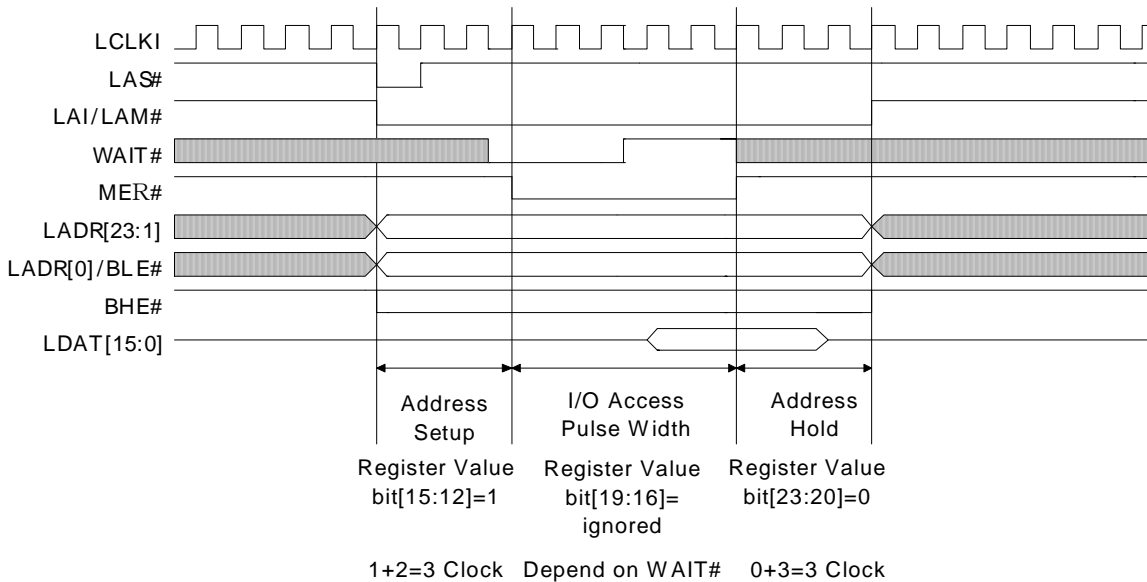 LCLKI
LAS#
LAI/LAM#
WAIT#
MER#
LADR[23:1]
LADR[0]/BLE#
BHE#
LDAT[15:0]
Address
Setup
I/O Access
Pulse Width
Address
Hold
Register Value
bit[15:12]=1
Register Value
bit[19:16]=
ignored
Register Value
bit[23:20]=0
1+2=3 Clock
Depend on WAIT#
0+3=3 Clock